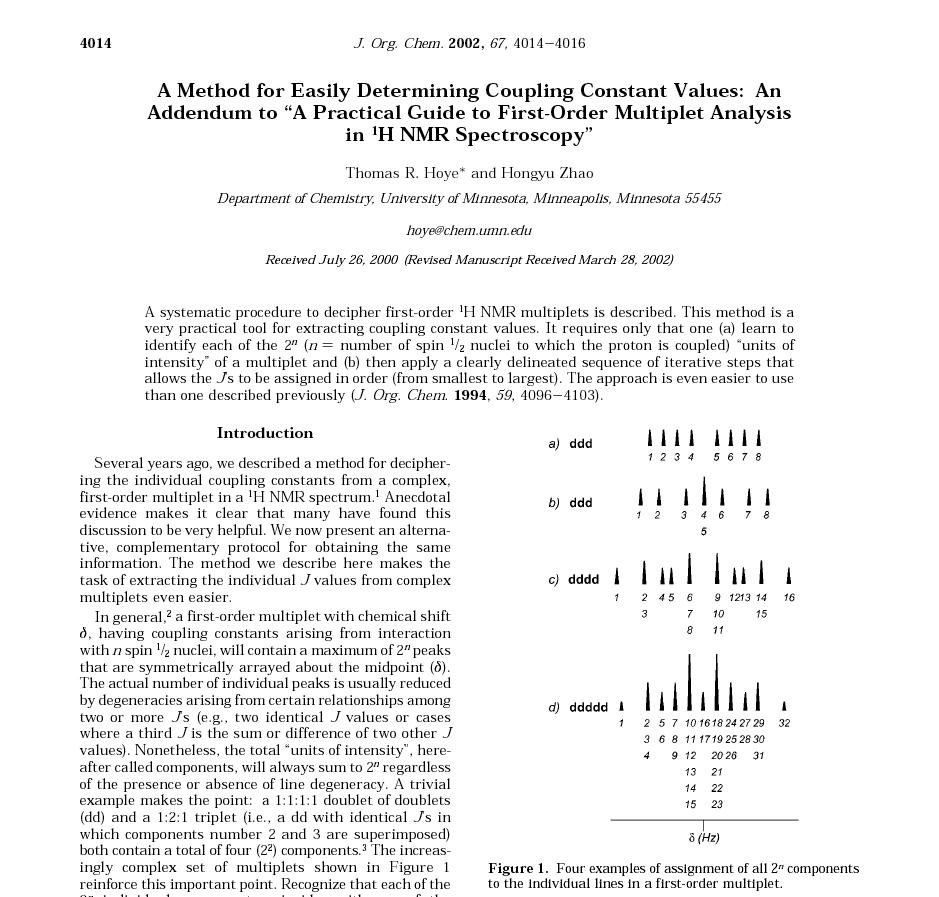 4014
J. Org. Chem. 2002, 67, 4014−4016
A Method for Easily Determining Coupling Constant Values: An
Addendum to “A Practical Guide to First-Order Multiplet Analysis
in ¹H NMR Spectroscopy”
Thomas R. Hoye* and Hongyu Zhao
Department of Chemistry, University of Minnesota, Minneapolis, Minnesota 55455
hoye@chem.umn.edu
Received July 26, 2000 (Revised Manuscript Received March 28, 2002)
A systematic procedure to decipher first-order ¹H NMR multiplets is described. This method is a
very practical tool for extracting coupling constant values. It requires only that one (a) learn to
identify each of the 2ⁿ (n = number of spin ¹/₂ nuclei to which the proton is coupled) “units of
intensity” of a multiplet and (b) then apply a clearly delineated sequence of iterative steps that
allows the J's to be assigned in order (from smallest to largest). The approach is even easier to use
than one described previously (J. Org. Chem. 1994, 59, 4096−4103).
Introduction
Several years ago, we described a method for decipher-
ing the individual coupling constants from a complex,
first-order multiplet in a ¹H NMR spectrum.¹ Anecdotal
evidence makes it clear that many have found this
discussion to be very helpful. We now present an alterna-
tive, complementary protocol for obtaining the same
information. The method we describe here makes the
task of extracting the individual J values from complex
multiplets even easier.
In general,² a first-order multiplet with chemical shift
δ, having coupling constants arising from interaction
with n spin ¹/₂ nuclei, will contain a maximum of 2ⁿ peaks
that are symmetrically arrayed about the midpoint (δ).
The actual number of individual peaks is usually reduced
by degeneracies arising from certain relationships among
two or more J's (e.g., two identical J values or cases
where a third J is the sum or difference of two other J
values). Nonetheless, the total “units of intensity”, here-
after called components, will always sum to 2ⁿ regardless
of the presence or absence of line degeneracy. A trivial
example makes the point: a 1:1:1:1 doublet of doublets
(dd) and a 1:2:1 triplet (i.e., a dd with identical J's in
which components number 2 and 3 are superimposed)
both contain a total of four (2²) components.³ The increas-
ingly complex set of multiplets shown in Figure 1
reinforce this important point. Recognize that each of the
a) ddd
1 2 3 4 5 6 7 8
b) ddd
1 2 3 4 6 7 8
5
c) dddd
1 2 4 5 6 9 12 13 14 16
3 7 10 15
8 11
d) ddddd
1 2 5 7 10 16 18 24 27 29 32
3 6 8 11 17 19 25 28 30
4 9 12 20 26 31
13 21
14 22
15 23
δ (Hz)
Figure 1. Four examples of assignment of all 2ⁿ components
to the individual lines in a first-order multiplet.